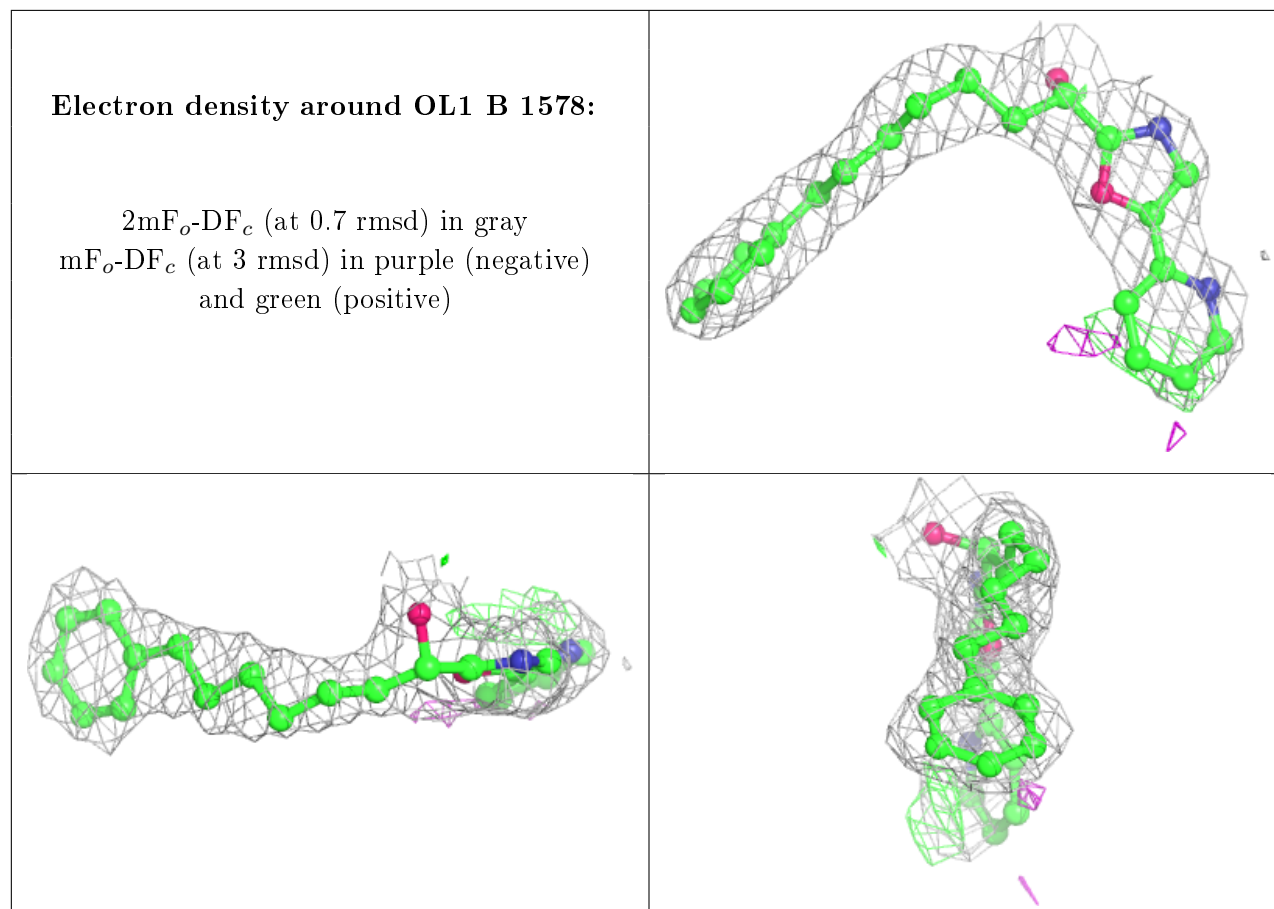 Electron density around OL1 B 1578:
2mFo-DFc (at 0.7 rmsd) in gray
mFo-DFc (at 3 rmsd) in purple (negative)
and green (positive)